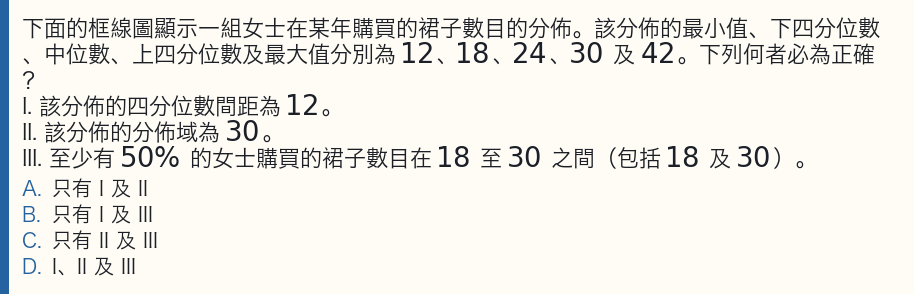 下面的框線圖顯示一組女士在某年購買的裙子數目的分佈。該分佈的最小值、下四分位數
、中位數、上四分位數及最大值分別為 12、18、24、30 及 42。下列何者必為正確
?
I. 該分佈的四分位數間距為 12。
II. 該分佈的分佈域為 30。
III. 至少有 50% 的女士購買的裙子數目在 18 至 30 之間（包括 18 及 30）。
A. 只有 I 及 II
B. 只有 I 及 III
C. 只有 II 及 III
D. I、II 及 III